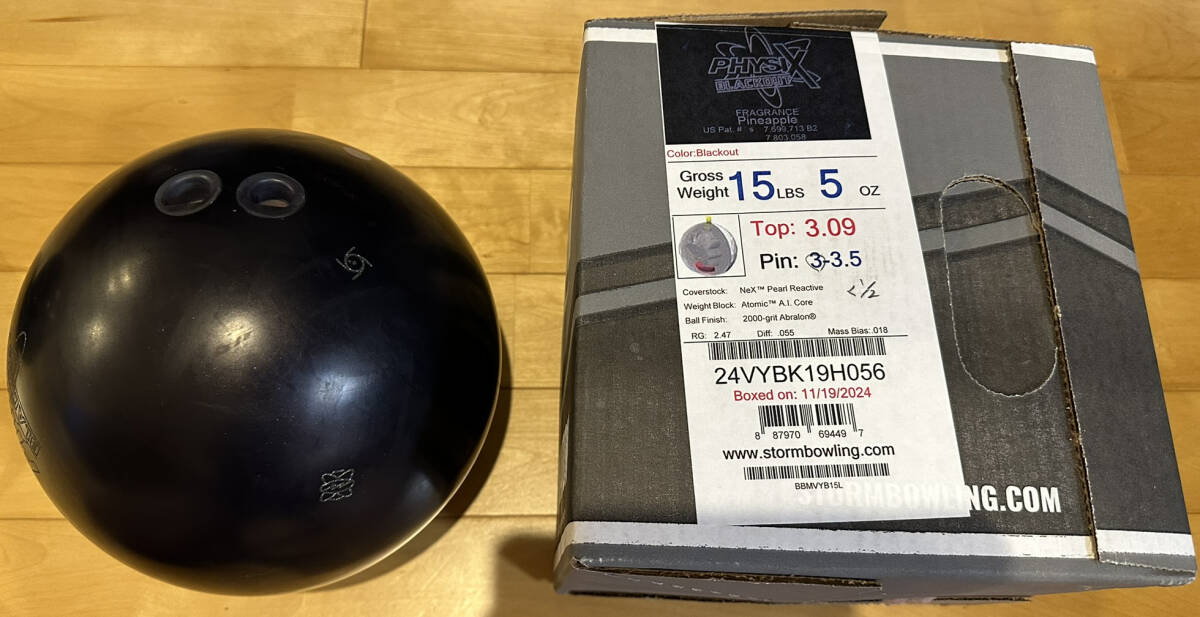 PHYSIX
BLACKOUT
FRAGRANCE
Pineapple
US Pat. # s 7,699,713 B2
7,803,058
Color:Blackout
Gross Weight 15 LBS 5 OZ
Top: 3.09
Pin: 3-3.5
<1/2
Coverstock: NeX™ Pearl Reactive
Weight Block: Atomic™ A.I. Core
Ball Finish: 2000-grit Abralon®
RG: 2.47 Diff: .055 Mass Bias:.018
24VYBK19H056
Boxed on: 11/19/2024
8 87970 69449 7
www.stormbowling.com
BBMVYB15L
STORMBOWLING.COM